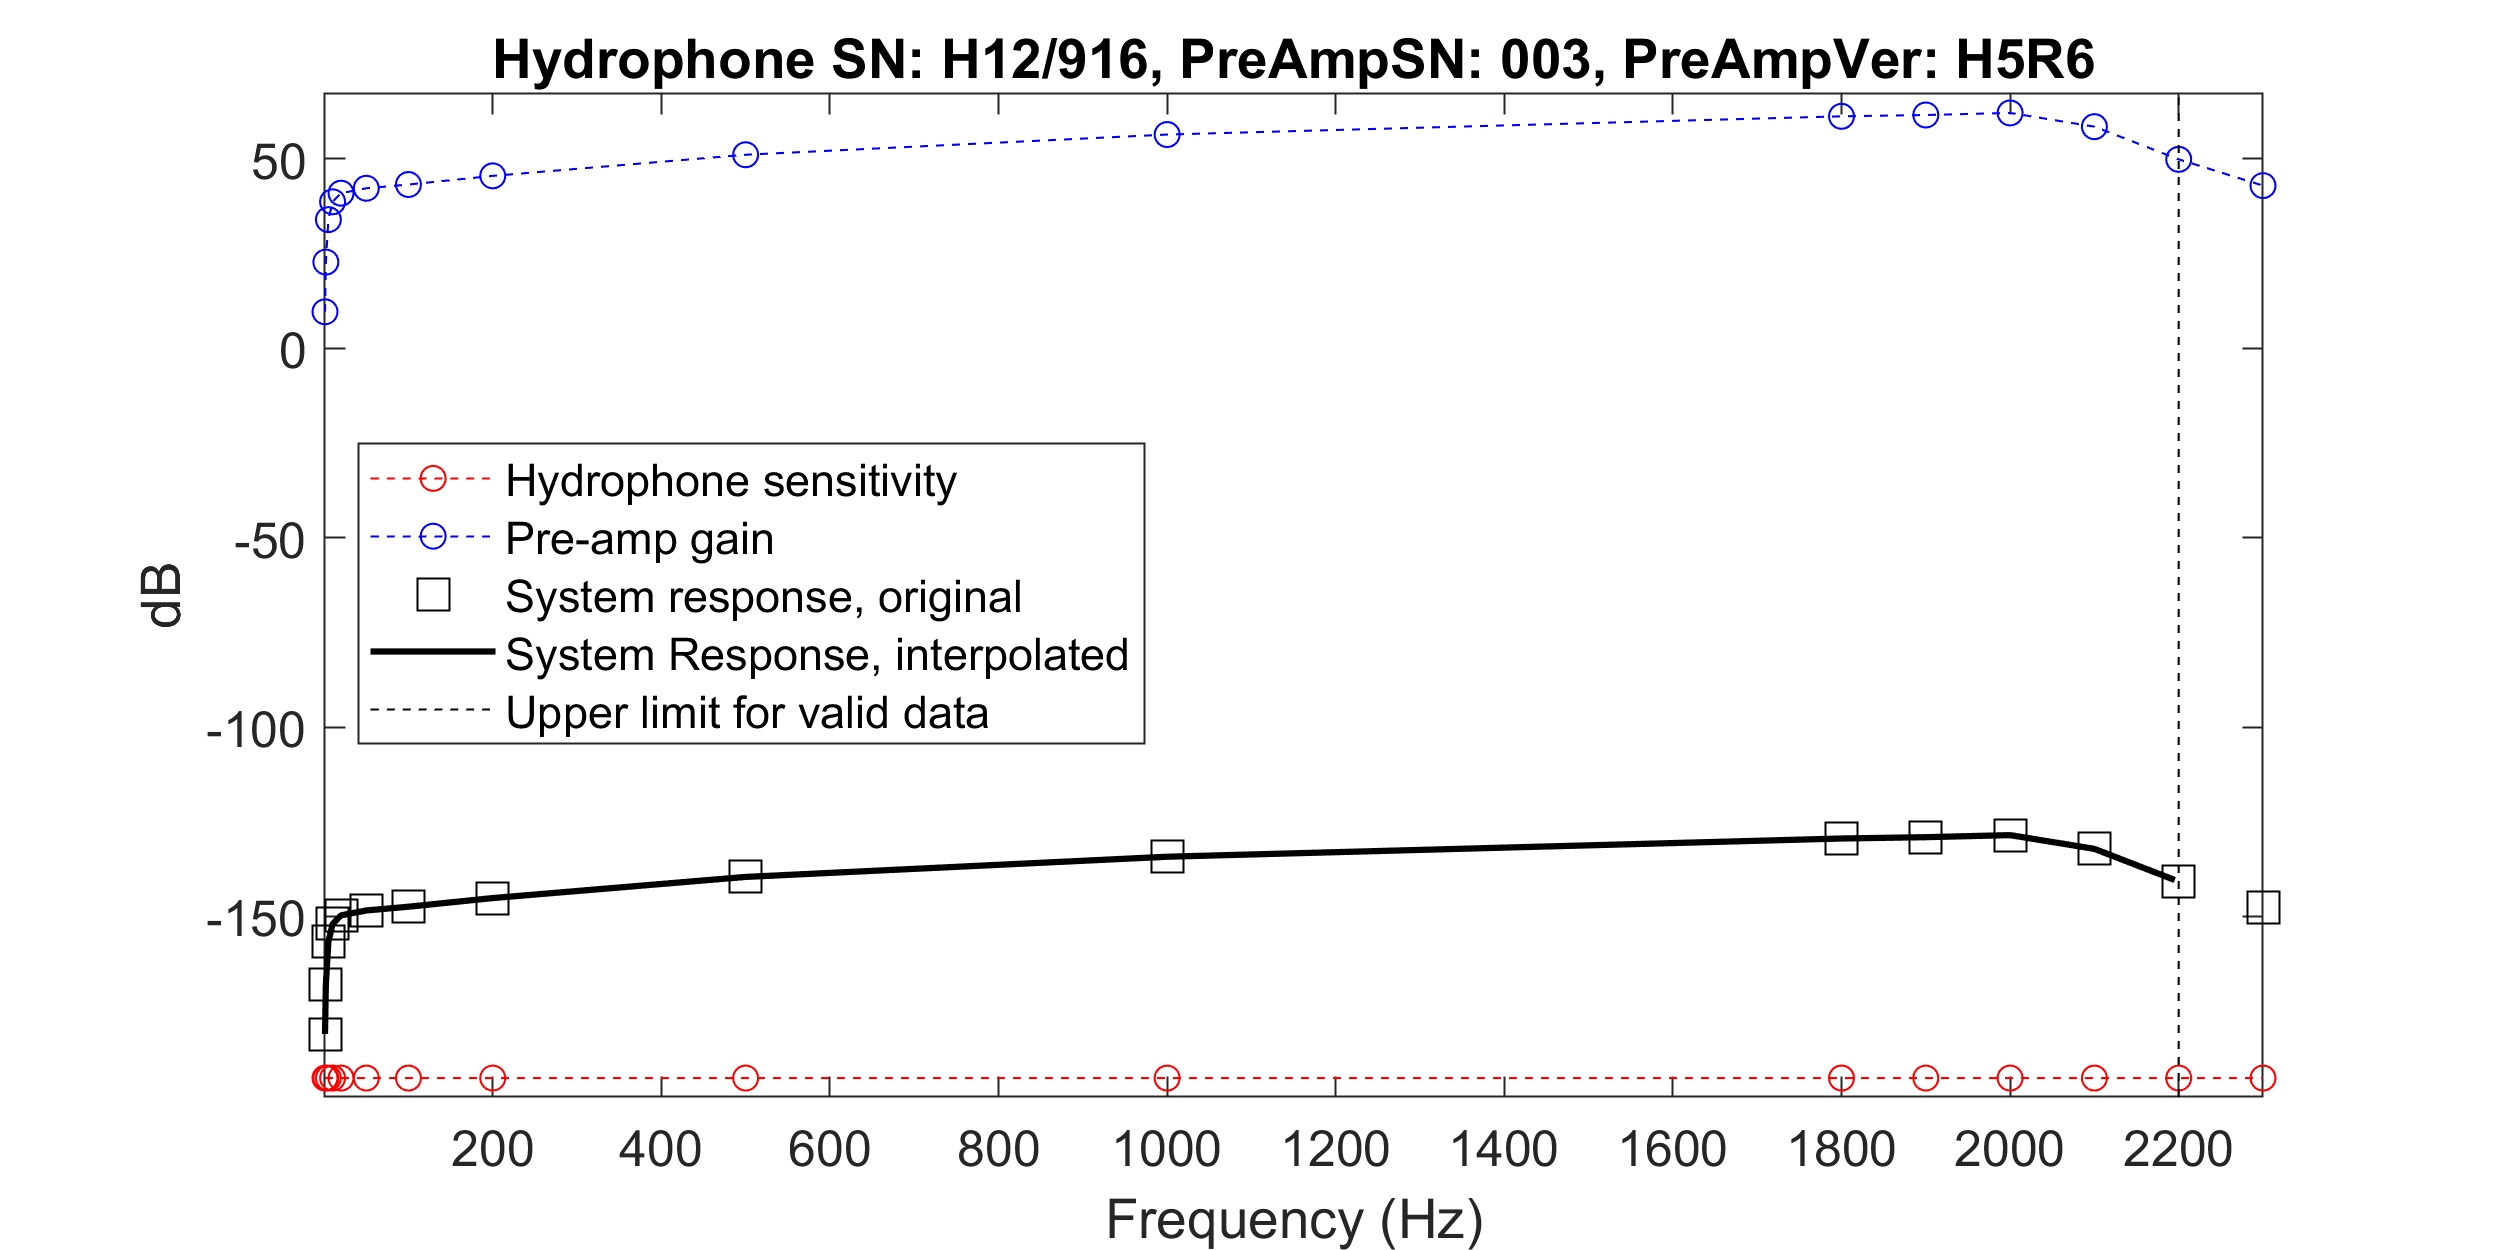 Hydrophone SN: H12/916, PreAmpSN: 003, PreAmpVer: H5R6
50
0
-50
-100
-150
dB
Hydrophone sensitivity
Pre-amp gain
System response, original
System Response, interpolated
Upper limit for valid data
200 400 600 800 1000 1200 1400 1600 1800 2000 2200
Frequency (Hz)